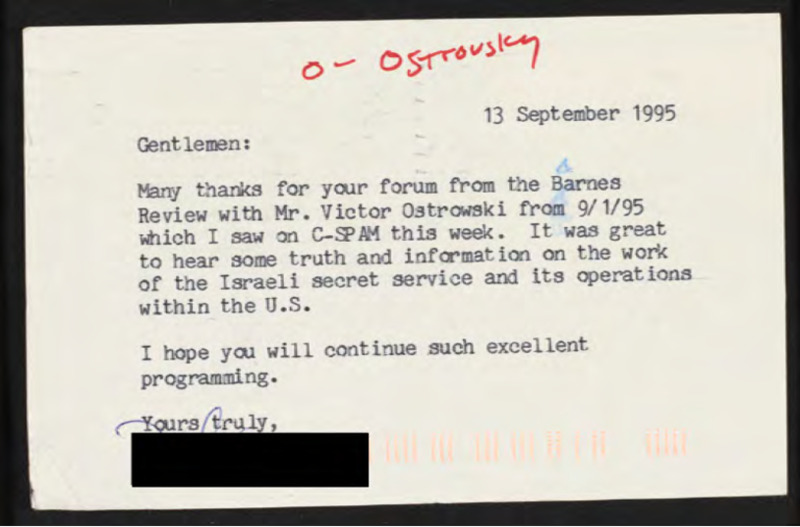 O - OSTROVSKY
13 September 1995
Gentlemen:
Many thanks for your forum from the Barnes
Review with Mr. Victor Ostrowski from 9/1/95
which I saw on C-SPAM this week.  It was great
to hear some truth and information on the work
of the Israeli secret service and its operations
within the U.S.
I hope you will continue such excellent
programming.
Yours truly,